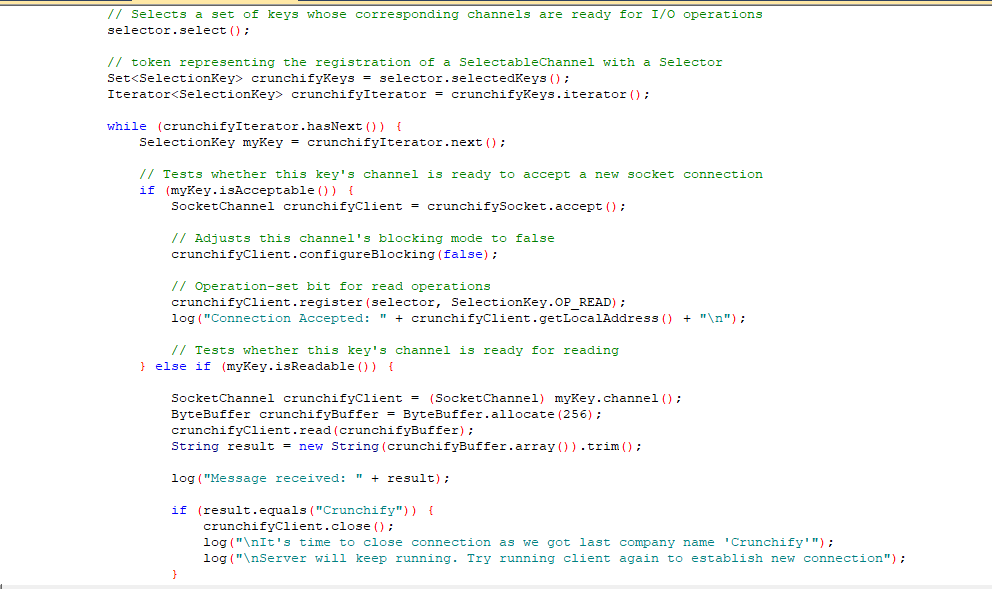 // Selects a set of keys whose corresponding channels are ready for I/O operations
selector.select();
// token representing the registration of a SelectableChannel with a Selector
Set<SelectionKey> crunchifyKeys = selector.selectedKeys();
Iterator<SelectionKey> crunchifyIterator = crunchifyKeys.iterator();
while (crunchifyIterator.hasNext()) {
SelectionKey myKey = crunchifyIterator.next();
// Tests whether this key's channel is ready to accept a new socket connection
if (myKey.isAcceptable()) {
SocketChannel crunchifyClient = crunchifySocket.accept();
// Adjusts this channel's blocking mode to false
crunchifyClient.configureBlocking(false);
// Operation-set bit for read operations
crunchifyClient.register(selector, SelectionKey.OP_READ);
log("Connection Accepted: " + crunchifyClient.getLocalAddress() + "\n");
// Tests whether this key's channel is ready for reading
} else if (myKey.isReadable()) {
SocketChannel crunchifyClient = (SocketChannel) myKey.channel();
ByteBuffer crunchifyBuffer = ByteBuffer.allocate(256);
crunchifyClient.read(crunchifyBuffer);
String result = new String(crunchifyBuffer.array()).trim();
log("Message received: " + result);
if (result.equals("Crunchify")) {
crunchifyClient.close();
log("\nIt's time to close connection as we got last company name 'Crunchify'");
log("\nServer will keep running. Try running client again to establish new connection");
}